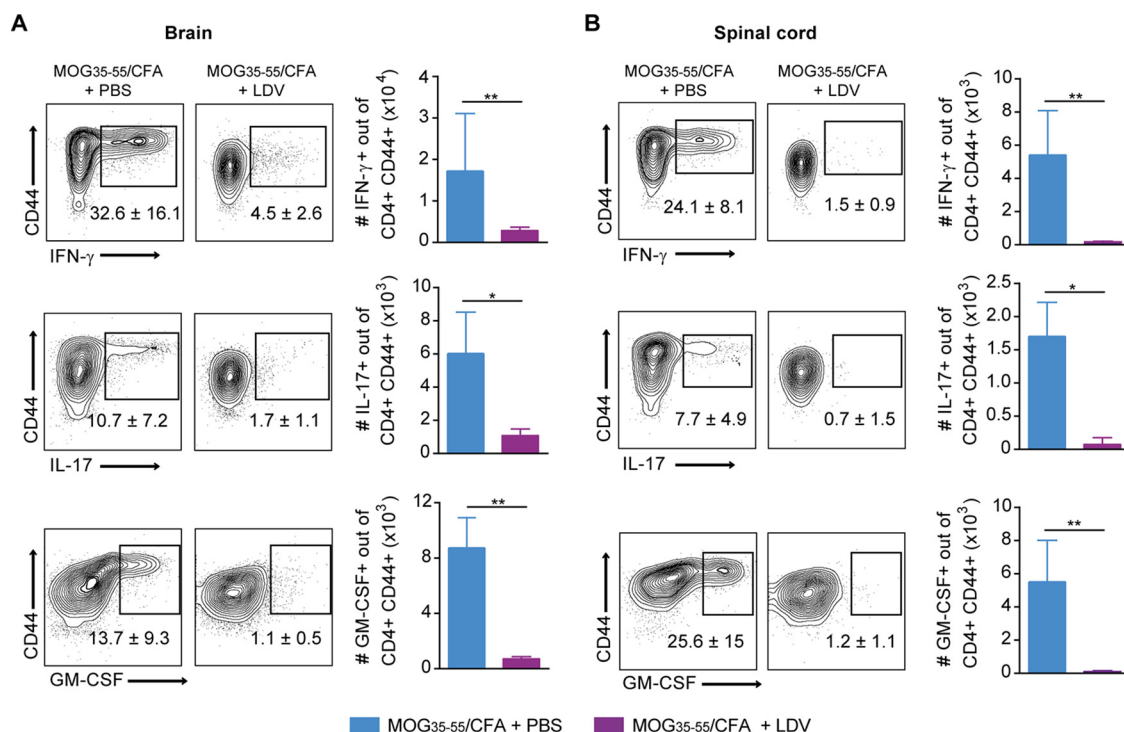 A
Brain
MOG35-55/CFA
+ PBS
MOG35-55/CFA
+ LDV
CD44
32.6 ± 16.1
4.5 ± 2.6
IFN-γ
# IFN-γ+ out of
CD4+ CD44+ (x10⁴)
4
3
2
1
0
**
CD44
10.7 ± 7.2
1.7 ± 1.1
IL-17
# IL-17+ out of
CD4+ CD44+ (x10³)
10
8
6
4
2
0
*
CD44
13.7 ± 9.3
1.1 ± 0.5
GM-CSF
# GM-CSF+ out of
CD4+ CD44+ (x10³)
12
8
4
0
**
B
Spinal cord
MOG35-55/CFA
+ PBS
MOG35-55/CFA
+ LDV
CD44
24.1 ± 8.1
1.5 ± 0.9
IFN-γ
# IFN-γ+ out of
CD4+ CD44+ (x10³)
10
8
6
4
2
0
**
CD44
7.7 ± 4.9
0.7 ± 1.5
IL-17
# IL-17+ out of
CD4+ CD44+ (x10³)
2.5
2.0
1.5
1.0
0.5
0
*
CD44
25.6 ± 15
1.2 ± 1.1
GM-CSF
# GM-CSF+ out of
CD4+ CD44+ (x10³)
10
8
6
4
2
0
**
MOG35-55/CFA + PBS
MOG35-55/CFA + LDV